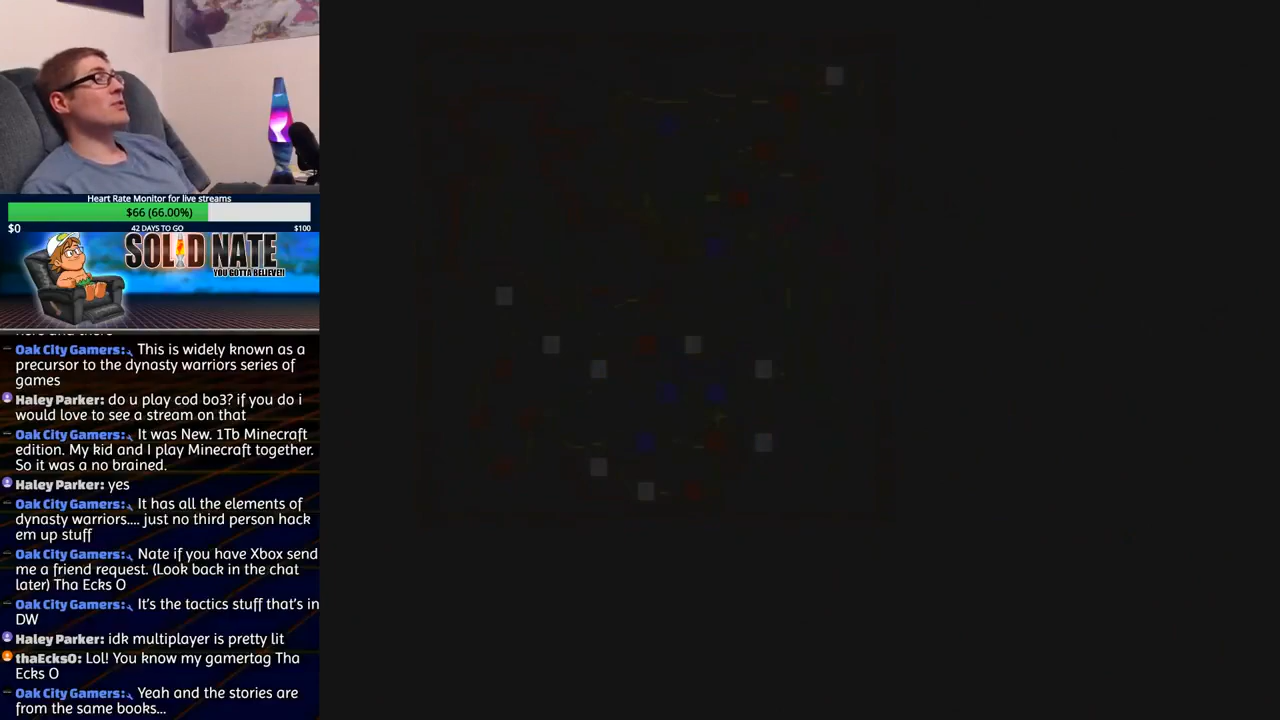 Heart Rate Monitor for live streams
$66 (66.00%)
$0 42 DAYS TO GO $100
SOLID NATE
YOU GOTTA BELIEVE!!
Oak City Gamers: This is widely known as a
precursor to the dynasty warriors series of
games
Haley Parker: do u play cod bo3? if you do i
would love to see a stream on that
Oak City Gamers: It was New. 1Tb Minecraft
edition. My kid and I play Minecraft together.
So it was a no brained.
Haley Parker: yes
Oak City Gamers: It has all the elements of
dynasty warriors.... just no third person hack
em up stuff
Oak City Gamers: Nate if you have Xbox send
me a friend request. (Look back in the chat
later) Tha Ecks O
Oak City Gamers: It's the tactics stuff that's in
DW
Haley Parker: idk multiplayer is pretty lit
thaEcksO: Lol! You know my gamertag Tha
Ecks O
Oak City Gamers: Yeah and the stories are
from the same books...